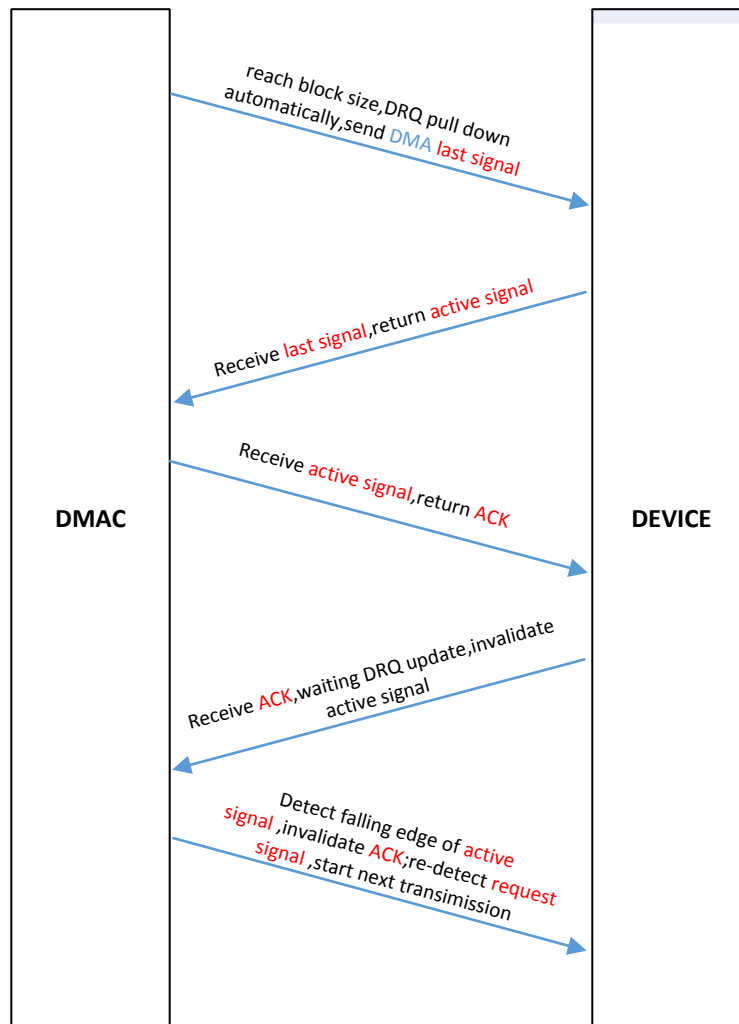 reach block size,DRQ pull down
automatically,send DMA last signal
Receive last signal,return active signal
Receive active signal,return ACK
DMAC
DEVICE
Receive ACK,waiting DRQ update,invalidate
active signal
Detect falling edge of active
signal ,invalidate ACK;re-detect request
signal ,start next transimission